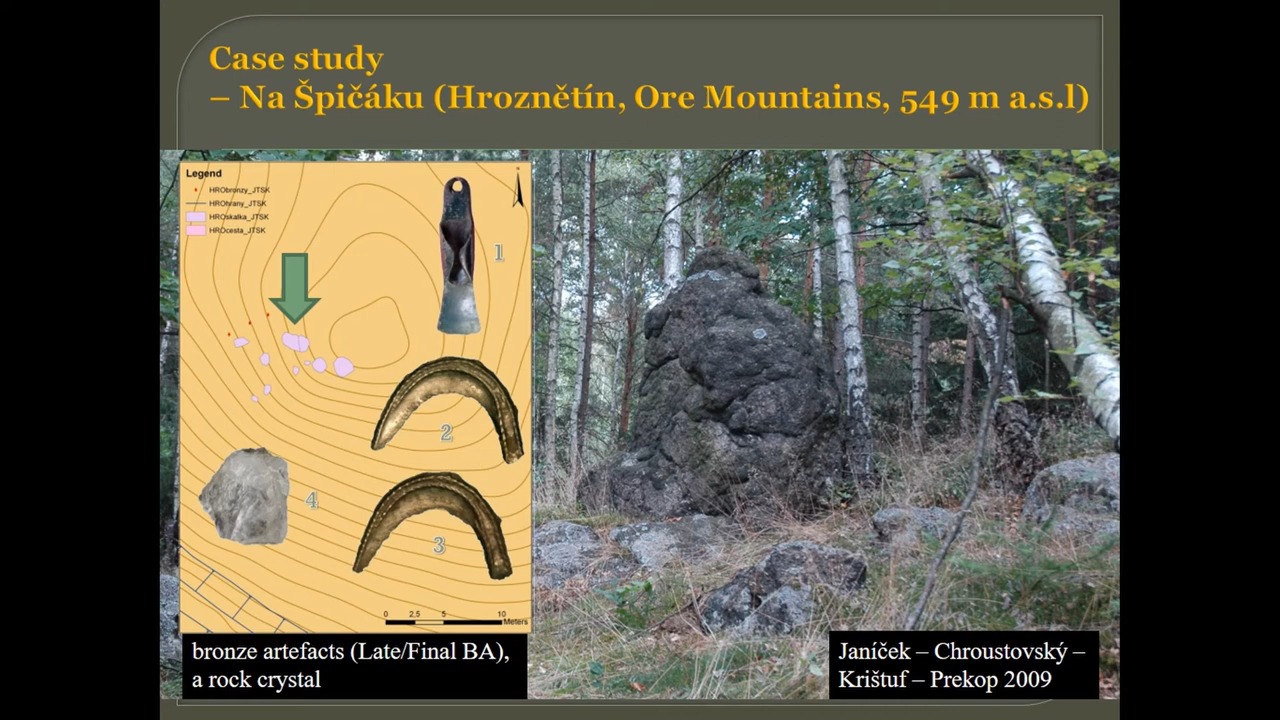 Case study
– Na Špičáku (Hroznětín, Ore Mountains, 549 m a.s.l)
Legend
HRObronzy_JTSK
HROhrany_JTSK
HROskalka_JTSK
HROcesta_JTSK
1
2
3
4
0 2.5 5 10
Meters
bronze artefacts (Late/Final BA),
a rock crystal
Janíček – Chroustovský –
Krištuf – Prekop 2009